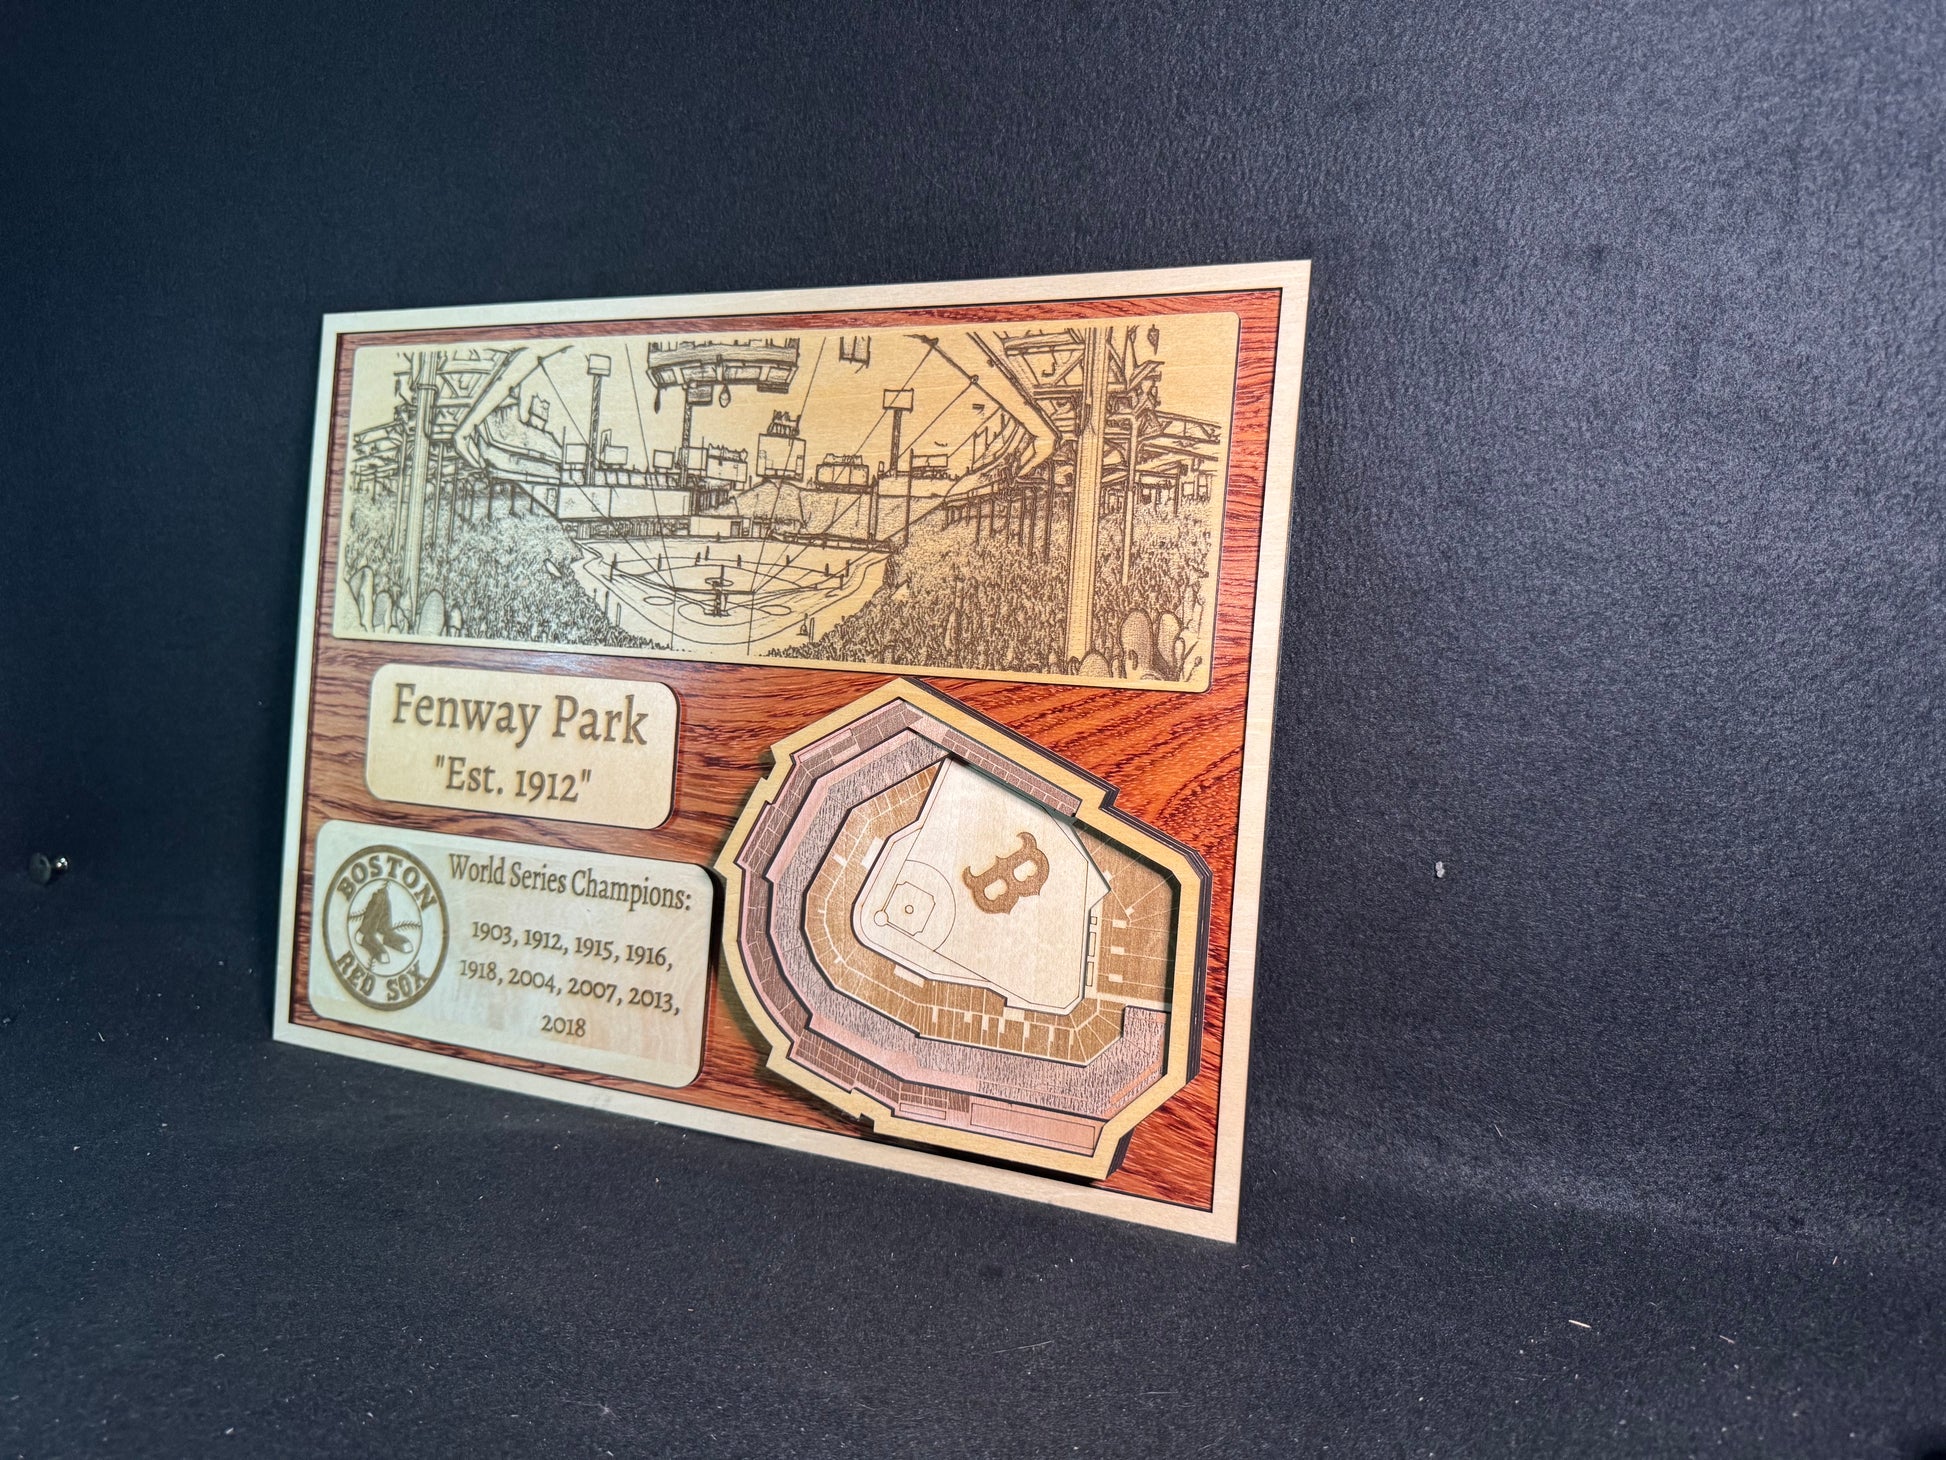 Fenway Park
"Est. 1912"
BOSTON
RED SOX
World Series Champions:
1903, 1912, 1915, 1916,
1918, 2004, 2007, 2013,
2018
B